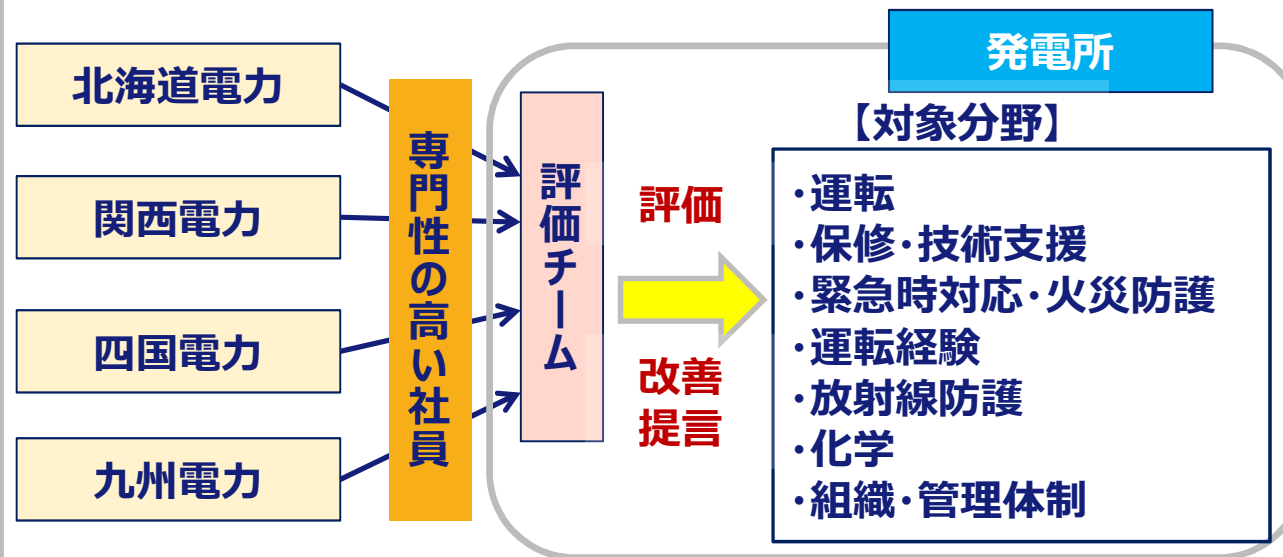 北海道電力
関西電力
四国電力
九州電力
専門性の高い社員
評価チーム
評価
改善
提言
発電所
【対象分野】
・運転
・保修・技術支援
・緊急時対応・火災防護
・運転経験
・放射線防護
・化学
・組織・管理体制